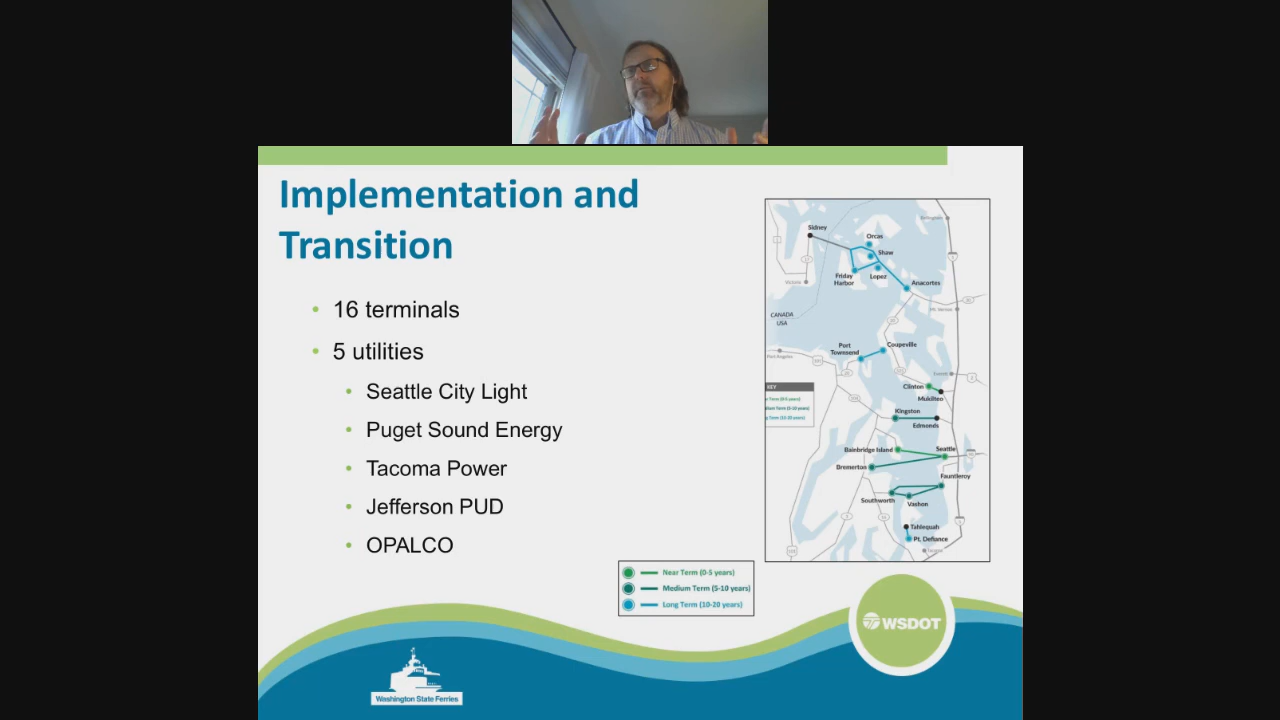 Implementation and
Transition
16 terminals
5 utilities
Seattle City Light
Puget Sound Energy
Tacoma Power
Jefferson PUD
OPALCO
Sidney
Orcas
Shaw
Friday
Harbor
Lopez
Anacortes
Victoria
CANADA
USA
Port
Townsend
Coupeville
Port Angeles
Everett
KEY
Clinton
Mukilteo
Kingston
Edmonds
Bainbridge Island
Seattle
Bremerton
Fauntleroy
Southworth
Vashon
Tahlequah
Pt. Defiance
Near Term (0-5 years)
Medium Term (5-10 years)
Long Term (10-20 years)
WSDOT
Washington State Ferries